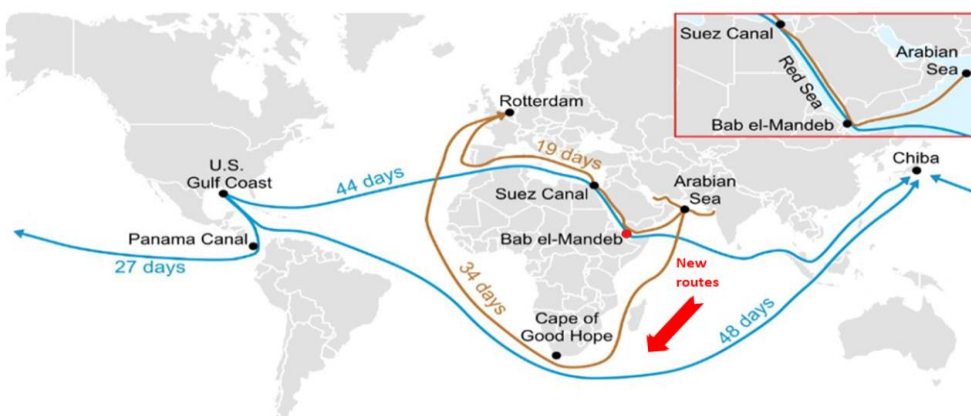 Suez Canal
Arabian
Sea
Red Sea
Bab el-Mandeb
Rotterdam
19 days
U.S.
Gulf Coast
44 days
Suez Canal
Arabian
Sea
Chiba
Panama Canal
27 days
Bab el-Mandeb
New
routes
34 days
Cape of
Good Hope
48 days